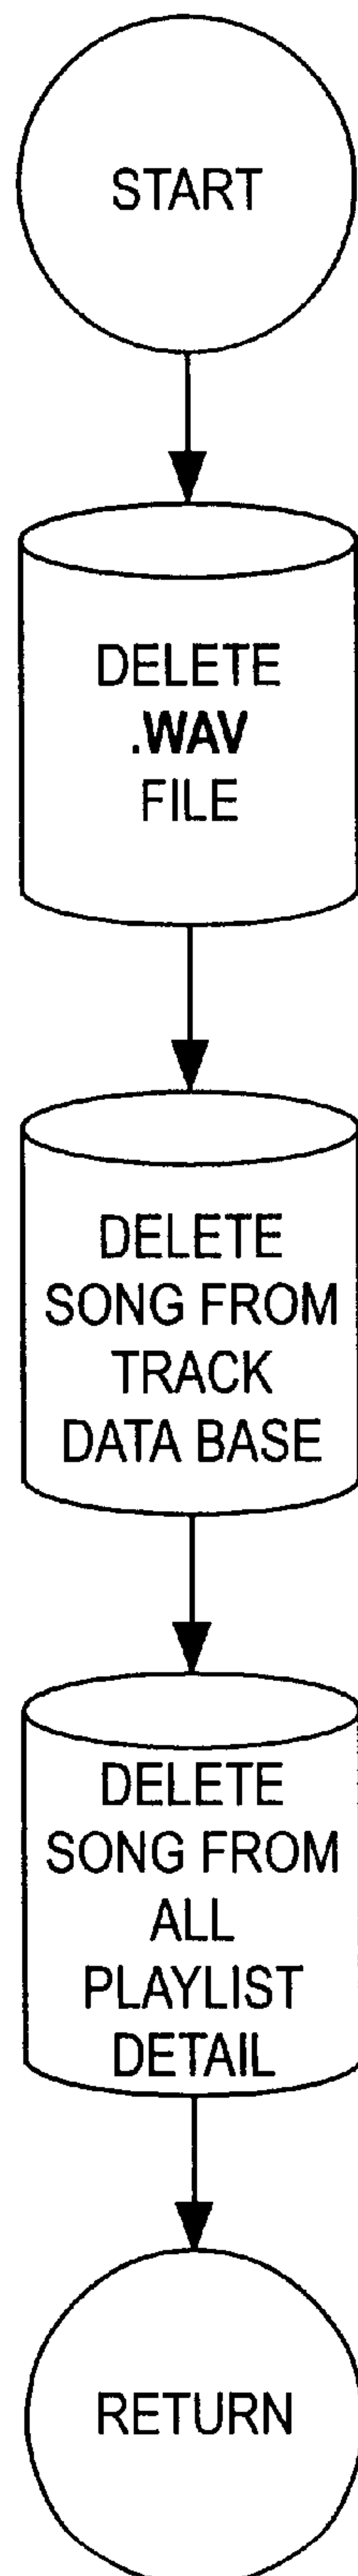 START
DELETE
.WAV
FILE
DELETE
SONG FROM
TRACK
DATA BASE
DELETE
SONG FROM
ALL
PLAYLIST
DETAIL
RETURN